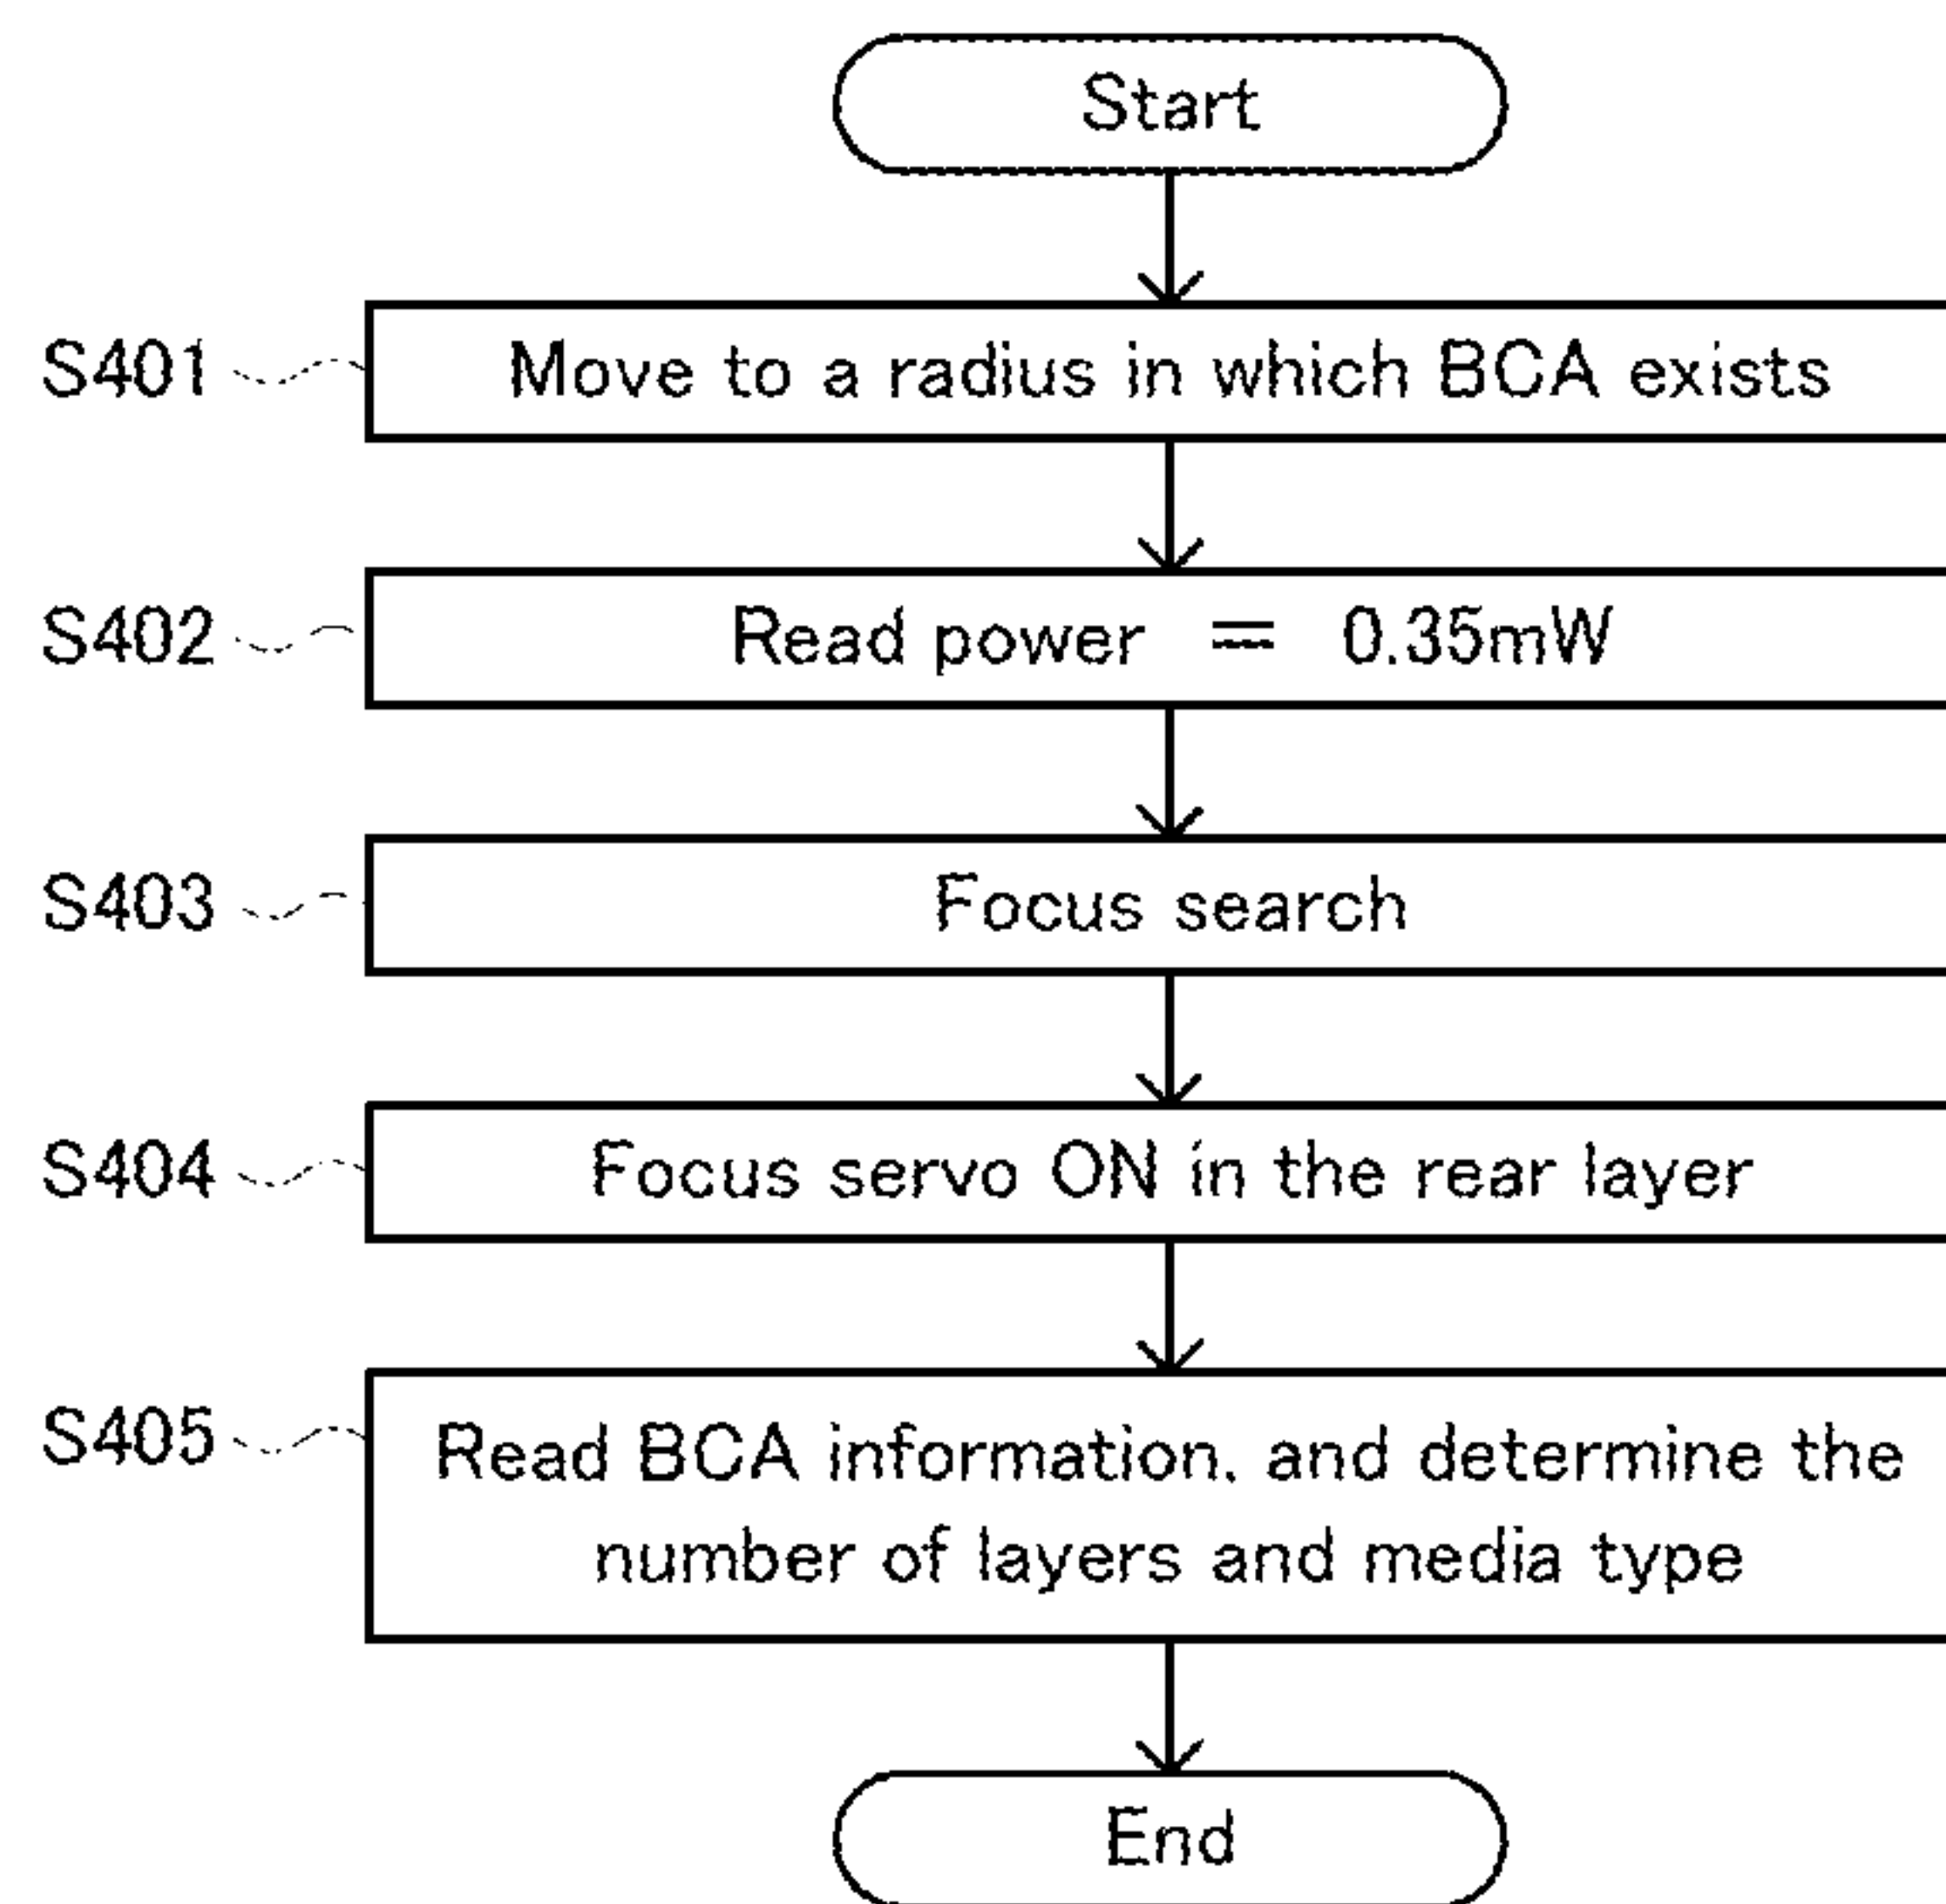 Start
S401 Move to a radius in which BCA exists
S402 Read power = 0.35mW
S403 Focus search
S404 Focus servo ON in the rear layer
S405 Read BCA information, and determine the
number of layers and media type
End